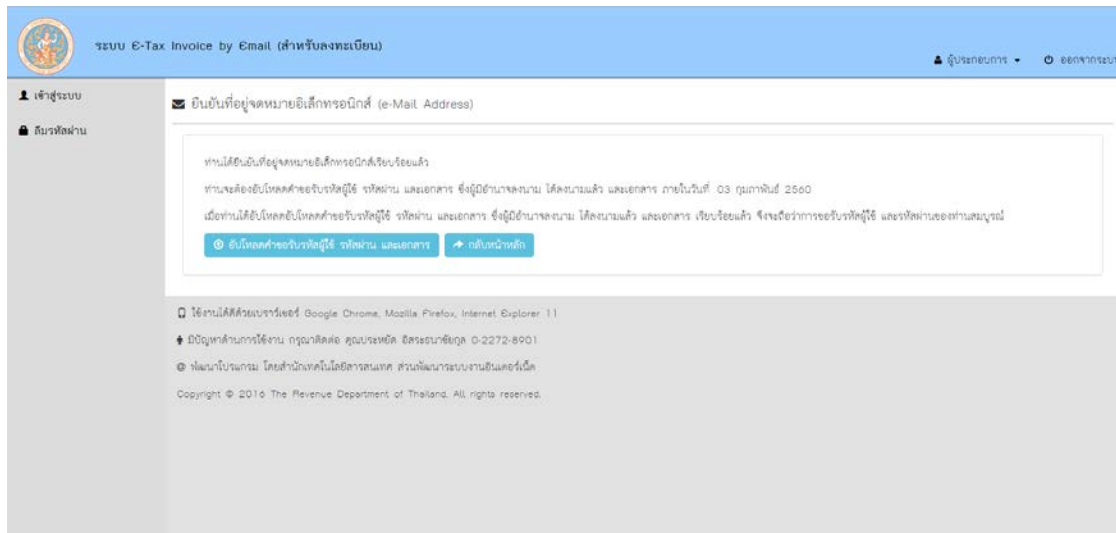 ระบบ E-Tax Invoice by Email (สำหรับลงทะเบียน)
ผู้ประกอบการ
ออกจากระบบ
เข้าสู่ระบบ
ลืมรหัสผ่าน
ยืนยันที่อยู่จดหมายอิเล็กทรอนิกส์ (e-Mail Address)
ท่านได้ยืนยันที่อยู่จดหมายอิเล็กทรอนิกส์เรียบร้อยแล้ว
ท่านจะต้องอัปโหลดคำขอรับรหัสผู้ใช้ รหัสผ่าน และเอกสาร ซึ่งผู้มีอำนาจลงนาม ได้ลงนามแล้ว และเอกสาร ภายในวันที่ 03 กุมภาพันธ์ 2560
เมื่อท่านได้อัปโหลดอัปโหลดคำขอรับรหัสผู้ใช้ รหัสผ่าน และเอกสาร ซึ่งผู้มีอำนาจลงนาม ได้ลงนามแล้ว และเอกสาร เรียบร้อยแล้ว จึงจะถือว่าการขอรับรหัสผู้ใช้ และรหัสผ่านของท่านสมบูรณ์
อัปโหลดคำขอรับรหัสผู้ใช้ รหัสผ่าน และเอกสาร
กลับหน้าหลัก
ใช้งานได้ดีด้วยเบราว์เซอร์ Google Chrome, Mozilla Firefox, Internet Explorer 11
มีปัญหาด้านการใช้งาน กรุณาติดต่อ คุณประหยัด อิสระธนาชัยกุล 0-2272-8901
@ พัฒนาโปรแกรม โดยสำนักเทคโนโลยีสารสนเทศ ส่วนพัฒนาระบบงานอินเตอร์เน็ต
Copyright © 2016 The Revenue Department of Thailand. All rights reserved.